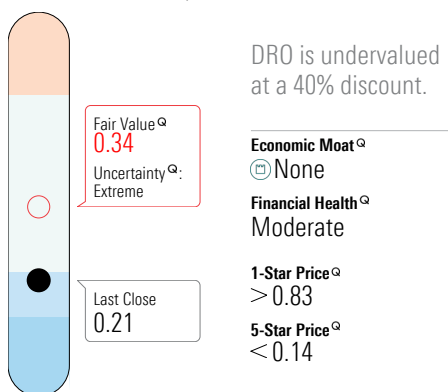 DRO is undervalued
at a 40% discount.
Fair Value Q
0.34
Uncertainty Q:
Extreme
Last Close
0.21
Economic Moat Q
None
Financial Health Q
Moderate
1-Star Price Q
>0.83
5-Star Price Q
<0.14